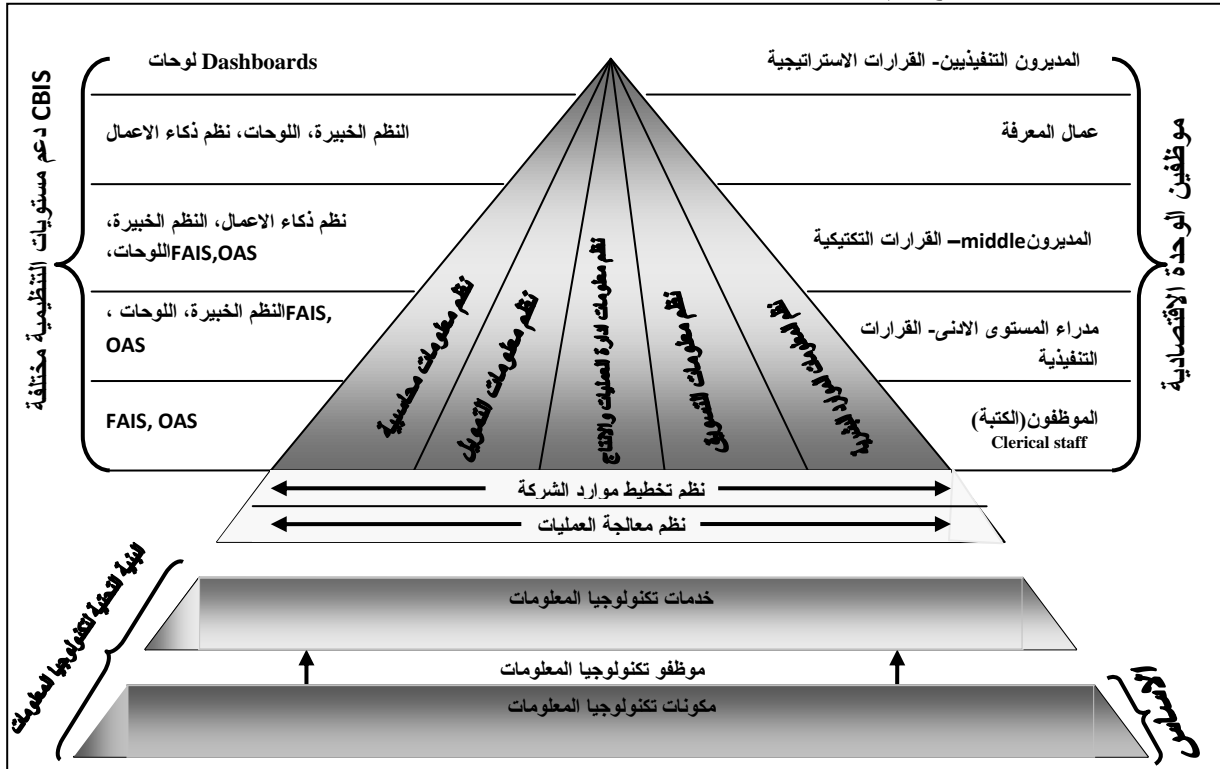 المديرون التنفيذيين- القرارات الاستراتيجية
لوحات Dashboards
عمال المعرفة
النظم الخبيرة، اللوحات، نظم ذكاء الاعمال
المديرونmiddle– القرارات التكتيكية
نظم ذكاء الاعمال، النظم الخبيرة،
FAIS,OASاللوحات،
مدراء المستوى الادنى- القرارات
التنفيذية
FAIS,النظم الخبيرة، اللوحات ،
OAS
الموظفون(الكتبة)
Clerical staff
FAIS, OAS
موظفين الوحدة الاقتصادية
CBIS دعم مستويات التنظيمية مختلفة
نظم معلومات الموارد البشرية
نظم معلومات التسويق
نظم معلومات ادارة العمليات والانتاج
نظم معلومات التمويل
نظم معلومات محاسبية
نظم تخطيط موارد الشركة
نظم معالجة العمليات
خدمات تكنولوجيا المعلومات
موظفو تكنولوجيا المعلومات
مكونات تكنولوجيا المعلومات
البنية التحتية لتكنولوجيا المعلومات
الاساس